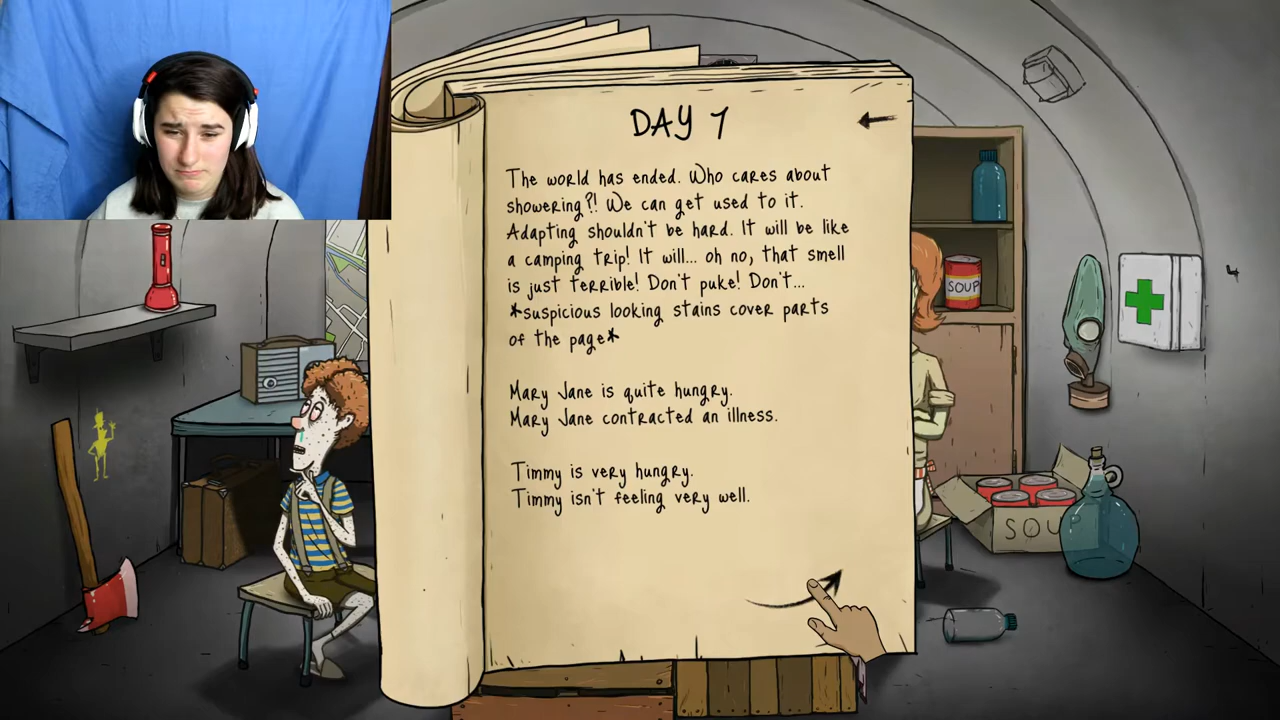 DAY 7
The world has ended. Who cares about
showering?! We can get used to it.
Adapting shouldn't be hard. It will be like
a camping trip! It will... oh no, that smell
is just terrible! Don't puke! Don't...
*suspicious looking stains cover parts
of the page*
Mary Jane is quite hungry.
Mary Jane contracted an illness.
Timmy is very hungry.
Timmy isn't feeling very well.
SOUP
SOU
4